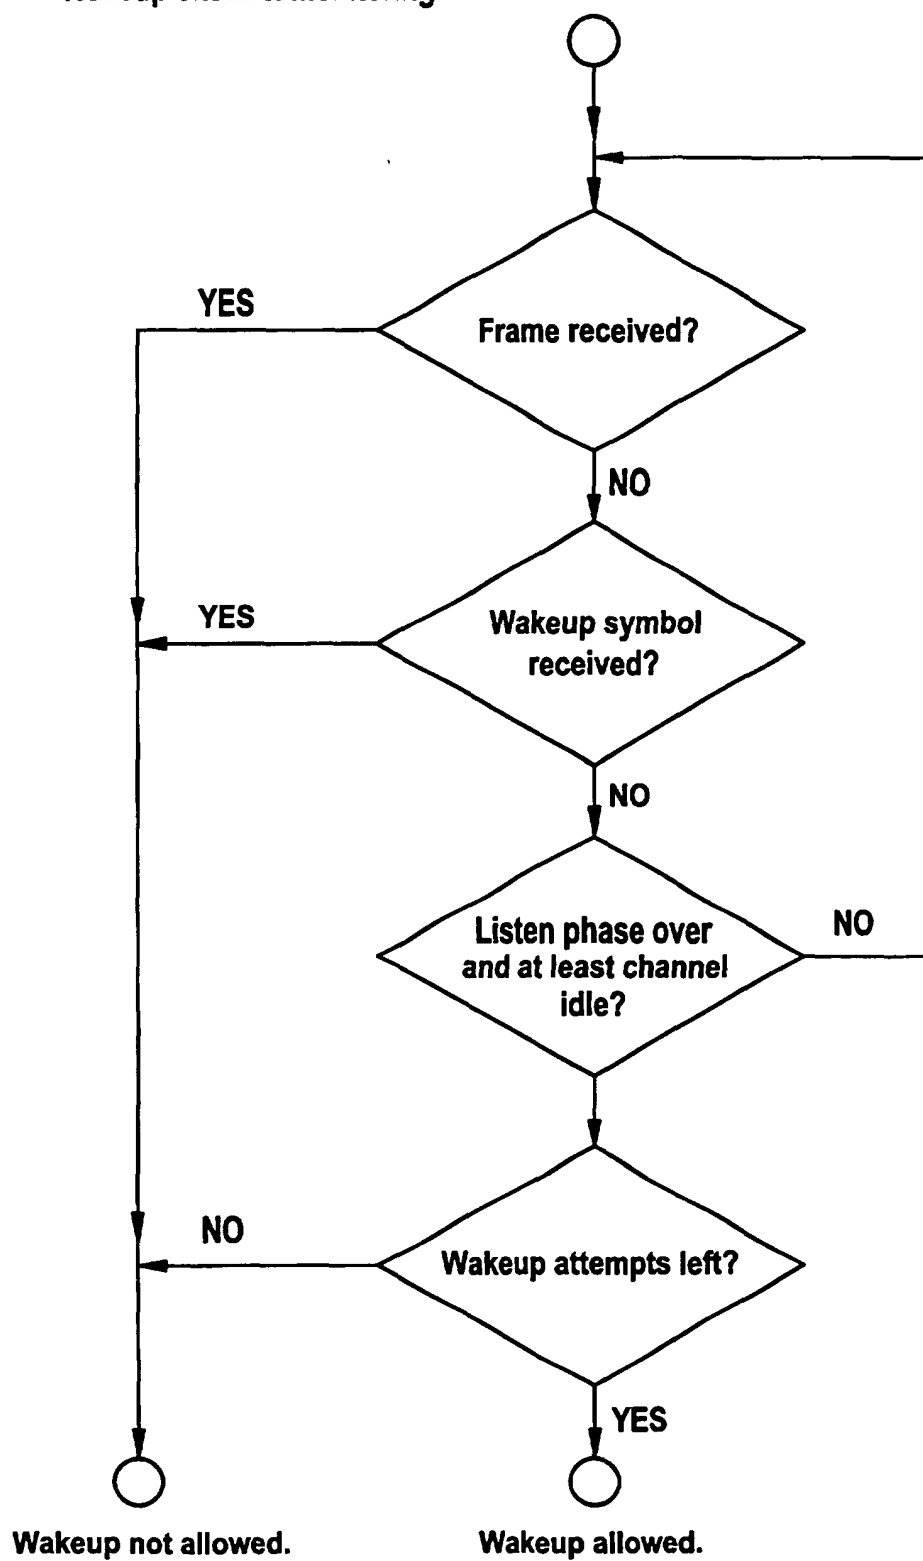 YES
Frame received?
NO
YES
Wakeup symbol
received?
NO
Listen phase over
and at least channel
idle?
NO
NO
Wakeup attempts left?
YES
Wakeup not allowed.
Wakeup allowed.